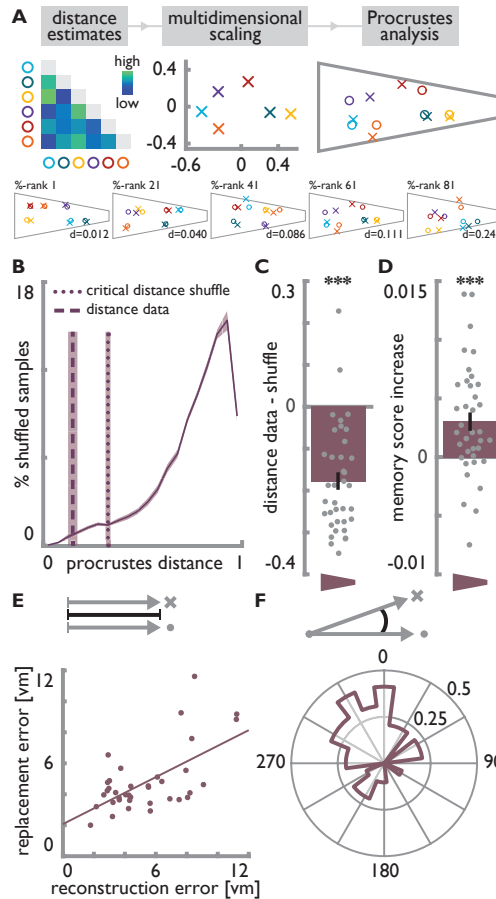 A
distance estimates
multidimensional scaling
Procrustes analysis
high
low
0.4
0
-0.4
-0.6
0
0.4
%-rank 1
d=0.012
%-rank 21
d=0.040
%-rank 41
d=0.086
%-rank 61
d=0.111
%-rank 81
d=0.24
B
18
critical distance shuffle
distance data
% shuffled samples
0
0
procrustes distance
1
C
0.3
***
distance data - shuffle
0
-0.4
D
0.015
***
memory score increase
0
-0.01
E
12
replacement error [vm]
8
4
0
0
6
12
reconstruction error [vm]
F
0
0.5
0.25
270
90
180